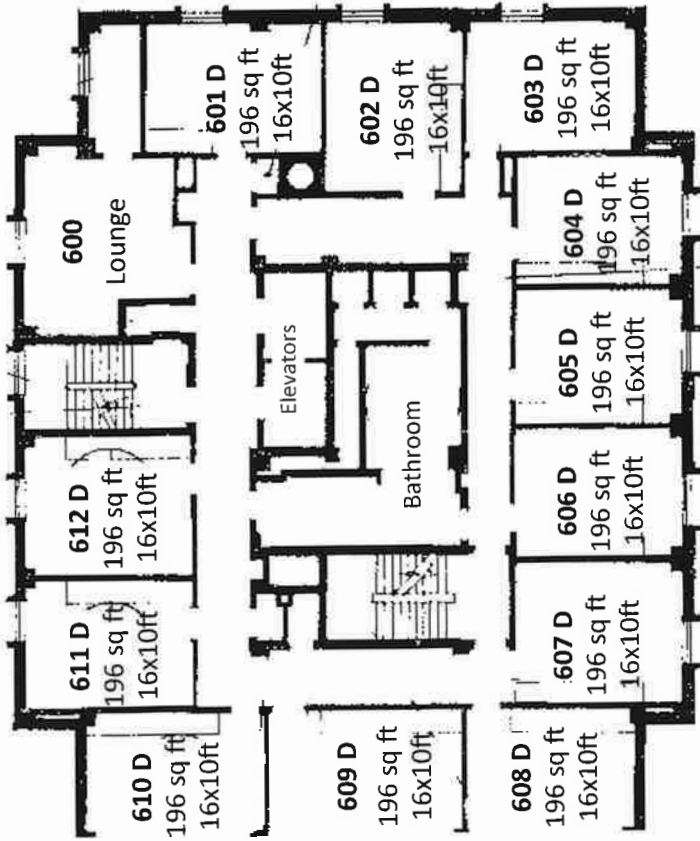 600
Lounge
601 D
196 sq ft
16x10ft
602 D
196 sq ft
16x10ft
603 D
196 sq ft
16x10ft
604 D
196 sq ft
16x10ft
605 D
196 sq ft
16x10ft
606 D
196 sq ft
16x10ft
607 D
196 sq ft
16x10ft
608 D
196 sq ft
16x10ft
609 D
196 sq ft
16x10ft
610 D
196 sq ft
16x10ft
611 D
196 sq ft
16x10ft
612 D
196 sq ft
16x10ft
Elevators
Bathroom